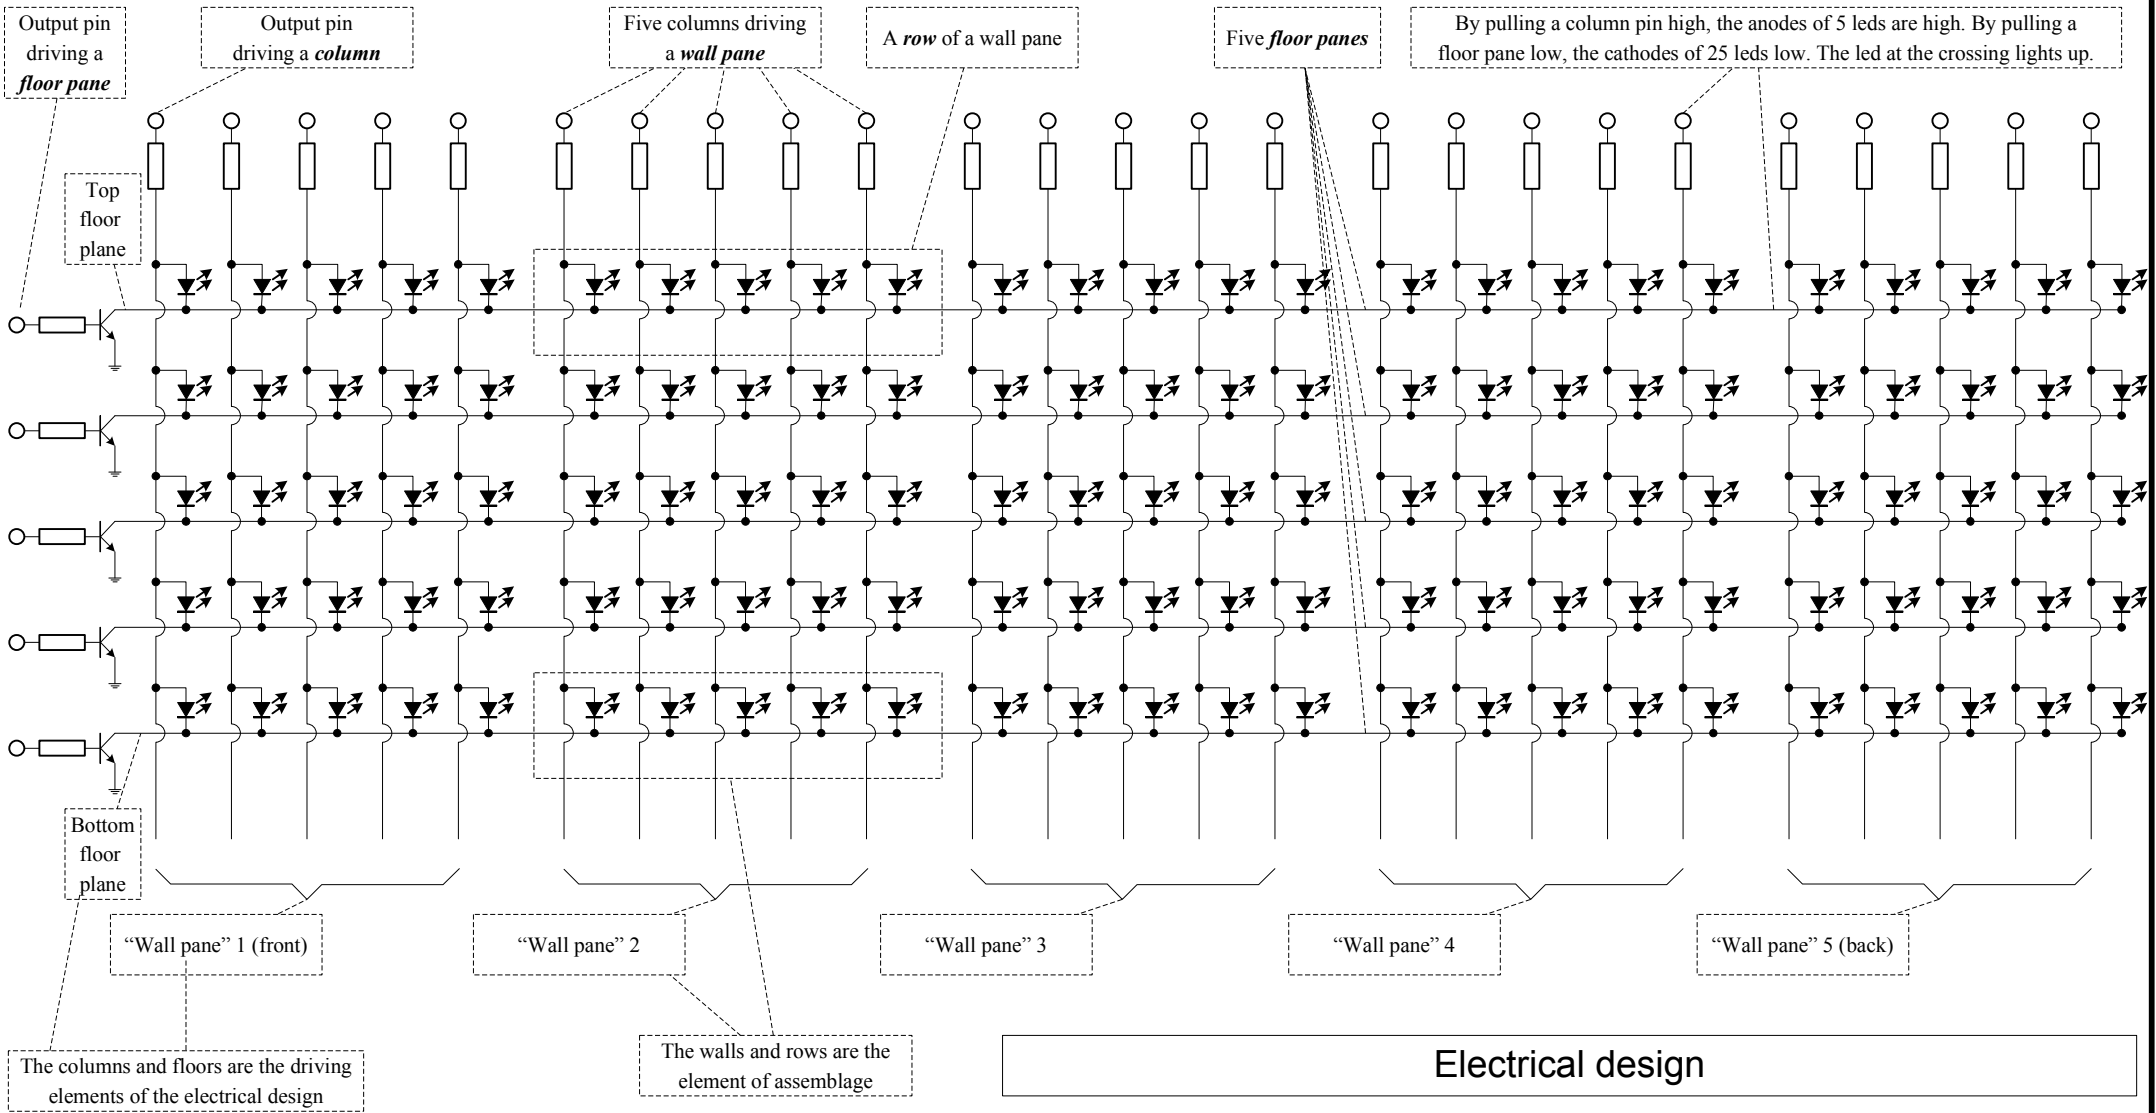 Output pin
driving a
floor pane
Output pin
driving a column
Five columns driving
a wall pane
A row of a wall pane
Five floor panes
By pulling a column pin high, the anodes of 5 leds are high. By pulling a
floor pane low, the cathodes of 25 leds low. The led at the crossing lights up.
Top
floor
plane
Bottom
floor
plane
“Wall pane” 1 (front)
“Wall pane” 2
“Wall pane” 3
“Wall pane” 4
“Wall pane” 5 (back)
The columns and floors are the driving
elements of the electrical design
The walls and rows are the
element of assemblage
Electrical design